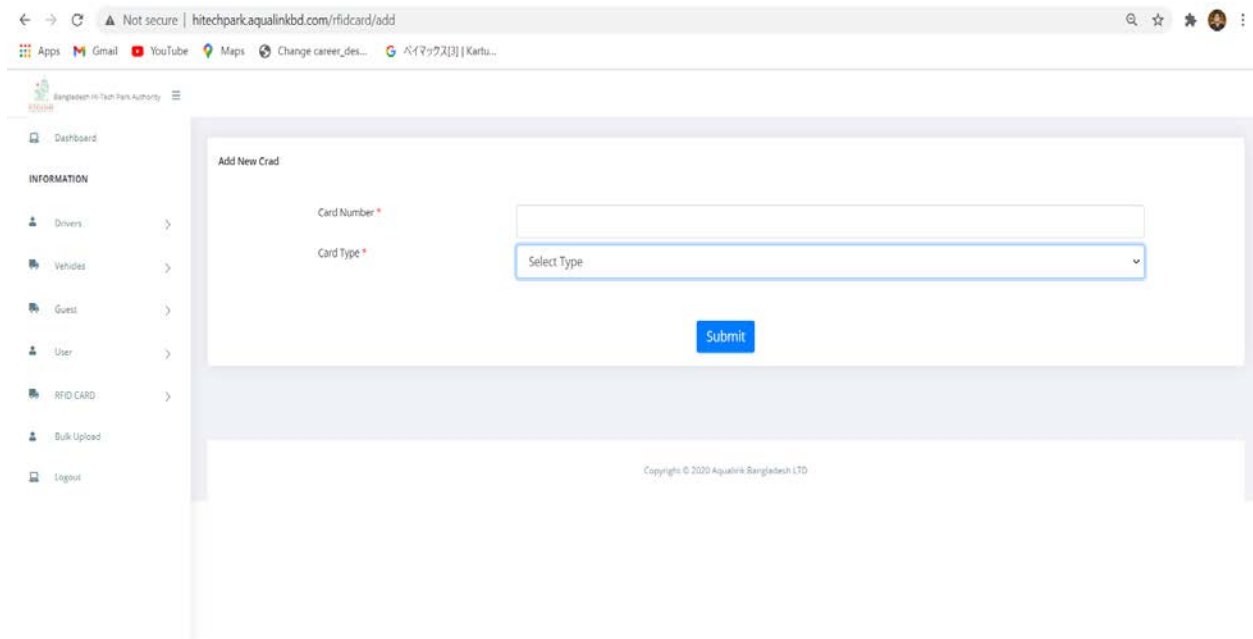 Not secure | hitechpark.aqualinkbd.com/rfidcard/add
Apps Gmail YouTube Maps Change career_des... ベイマックス[3] | Kartu...
Bangladesh Hi-Tech Park Authority
Dashboard
INFORMATION
Drivers
Vehicles
Guest
User
RFID CARD
Bulk Upload
Logout
Add New Crad
Card Number *
Card Type *
Select Type
Submit
Copyright © 2020 Aqualink Bangladesh LTD